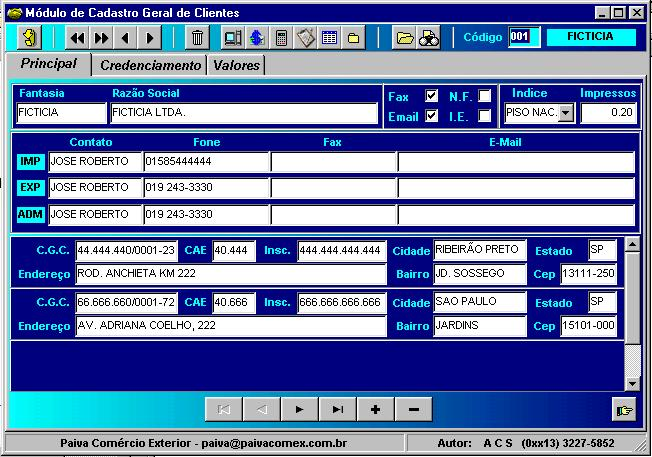 Módulo de Cadastro Geral de Clientes
Código 001 FICTICIA
Principal Credenciamento Valores
Fantasia Razão Social Fax N.F. Indice Impressos
FICTICIA FICTICIA LTDA. Email I.E. PISO NAC. 0.20
Contato Fone Fax E-Mail
IMP JOSE ROBERTO 01585444444
EXP JOSE ROBERTO 019 243-3330
ADM JOSE ROBERTO 019 243-3330
C.G.C. 44.444.440/0001-23 CAE 40.444 Insc. 444.444.444.444 Cidade RIBEIRÃO PRETO Estado SP
Endereço ROD. ANCHIETA KM 222 Bairro JD. SOSSEGO Cep 13111-250
C.G.C. 66.666.660/0001-72 CAE 40.666 Insc. 666.666.666.666 Cidade SAO PAULO Estado SP
Endereço AV. ADRIANA COELHO, 222 Bairro JARDINS Cep 15101-000
Paiva Comércio Exterior - paiva@paivacomex.com.br Autor: A C S (0xx13) 3227-5852